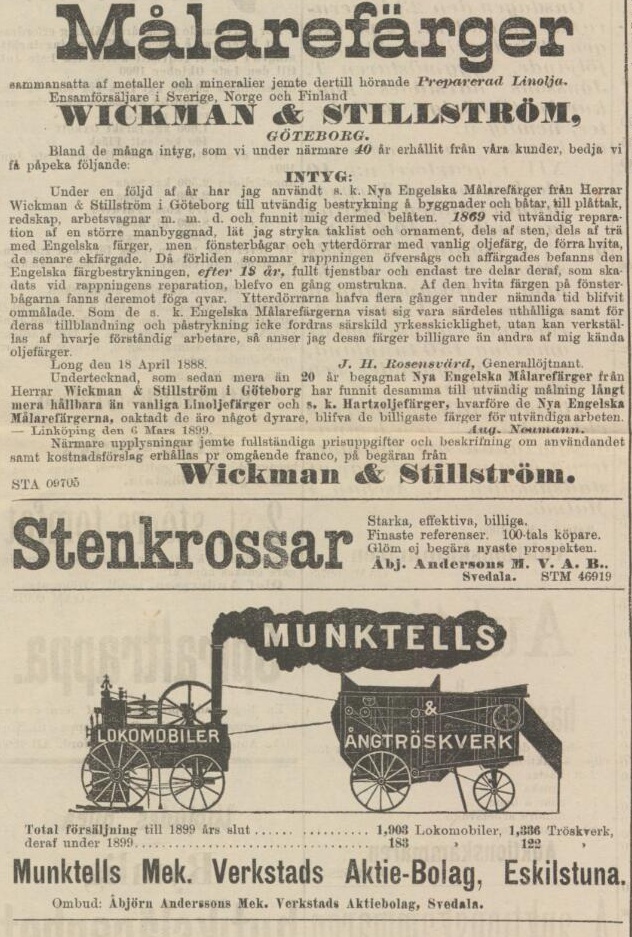 Målarefärger
sammansatta af metaller och mineralier jemte dertill hörande Preparerad Linolja.
Ensamförsäljare i Sverige, Norge och Finland
WICKMAN & STILLSTRÖM,
GÖTEBORG.
Bland de många intyg, som vi under närmare 40 år erhållit från våra kunder, bedja vi
få påpeka följande:
INTYG:
Under en följd af år har jag användt s. k. Nya Engelska Målarefärger från Herrar
Wickman & Stillström i Göteborg till utvändig bestrykning å byggnader och båtar, till plåttak,
redskap, arbetsvagnar m. m. d. och funnit mig dermed belåten. 1869 vid utvändig repara-
tion af en större manbyggnad, lät jag stryka taklist och ornament, dels af sten, dels af trä
med Engelska färger, men fönsterbågar och ytterdörrar med vanlig oljefärg, de förra hvita,
de senare ekfärgade. Då förliden sommar rappningen öfversågs och affärgades befanns den
Engelska färgbestrykningen, efter 18 år, fullt tjenstbar och endast tre delar deraf, som ska-
dats vid rappningens reparation, blefvo en gång omstrukna. Af den hvita färgen på fönster-
bågarna fanns deremot föga qvar. Ytterdörrarna hafva flera gånger under nämnda tid blifvit
ommålade. Som de s. k. Engelska Målarefärgerna visat sig vara särdeles uthålliga samt för
deras tillblandning och påstrykning icke fordras särskild yrkesskicklighet, utan kan verkstäl-
las af hvarje förståndig arbetare, så anser jag dessa färger billigare än andra af mig kända
oljefärger.
Long den 18 April 1888. J. H. Rosensvärd, Generallöjtnant.
Undertecknad, som sedan mera än 20 år begagnat Nya Engelska Målarefärger från
Herrar Wickman & Stillström i Göteborg har funnit desamma till utvändig målning långt
mera hållbara än vanliga Linoljefärger och s. k. Hartzoljefärger, hvarföre de Nya Engelska
Målarefärgerna, oaktadt de äro något dyrare, blifva de billigaste färger för utvändiga arbeten.
— Linköping den 6 Mars 1899. Aug. Neumann.
Närmare upplysningar jemte fullständiga prisuppgifter och beskrifning om användandet
samt kostnadsförslag erhållas pr omgående franco, på begäran från
STA 09705 Wickman & Stillström.
Stenkrossar
Starka, effektiva, billiga.
Finaste referenser. 100-tals köpare.
Glöm ej begära nyaste prospekten.
Åbj. Andersons M. V. A. B.,
Svedala. STM 46919
MUNKTELLS
LOKOMOBILER
&
ÅNGTRÖSKVERK
Total försäljning till 1899 års slut .................. 1,903 Lokomobiler, 1,336 Tröskverk,
deraf under 1899.................................. 183 » 122 »
Munktells Mek. Verkstads Aktie-Bolag, Eskilstuna.
Ombud: Åbjörn Anderssons Mek. Verkstads Aktiebolag, Svedala.